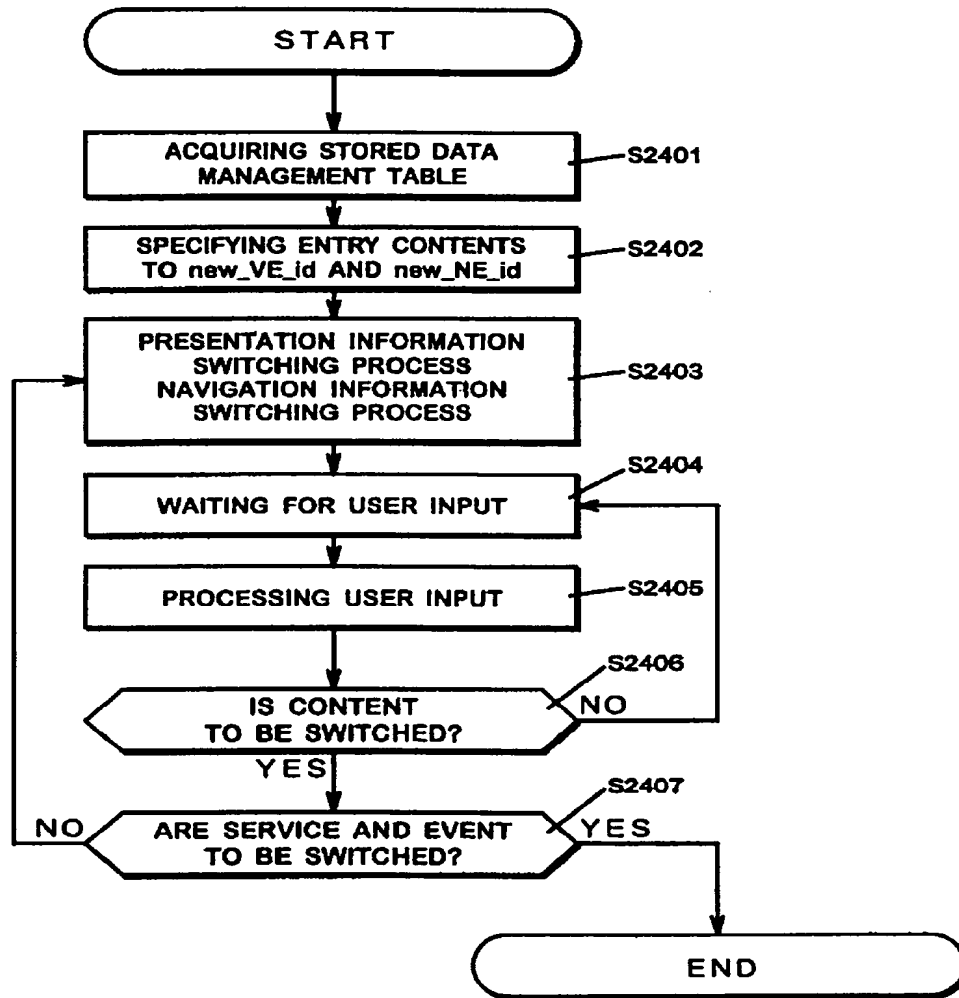 START
ACQUIRING STORED DATA
MANAGEMENT TABLE
S2401
SPECIFYING ENTRY CONTENTS
TO new_VE_id AND new_NE_id
S2402
PRESENTATION INFORMATION
SWITCHING PROCESS
NAVIGATION INFORMATION
SWITCHING PROCESS
S2403
S2404
WAITING FOR USER INPUT
PROCESSING USER INPUT
S2405
S2406
IS CONTENT
TO BE SWITCHED?
NO
YES
S2407
NO
ARE SERVICE AND EVENT
TO BE SWITCHED?
YES
END